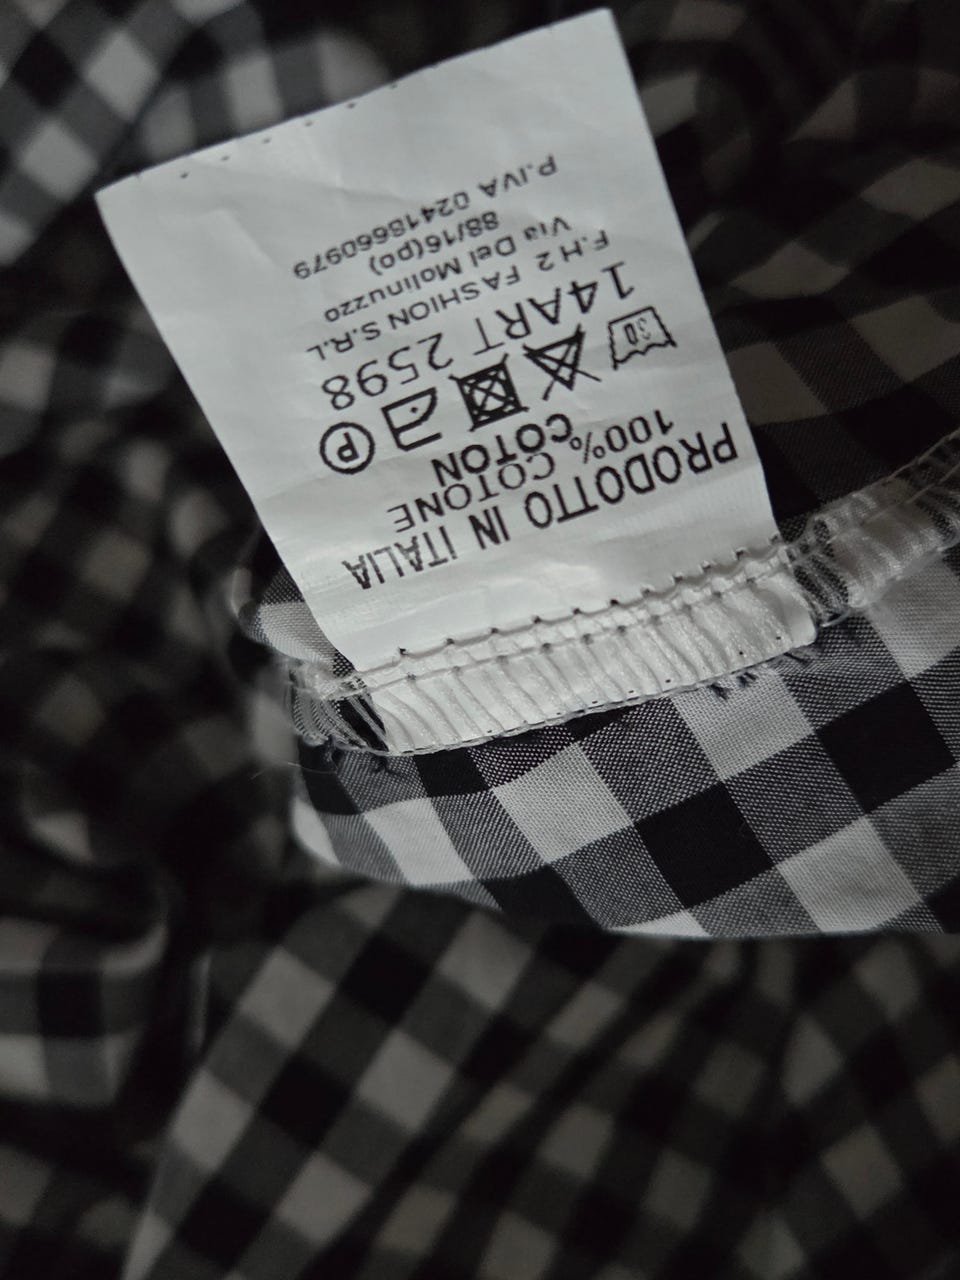 PRODOTTO IN ITALIA
100% COTONE
COTON
30 P
14ART 2598
F.H 2 FASHION S.R.L
Via Del Molinuzzo
88/16(po)
P.IVA 02418660979